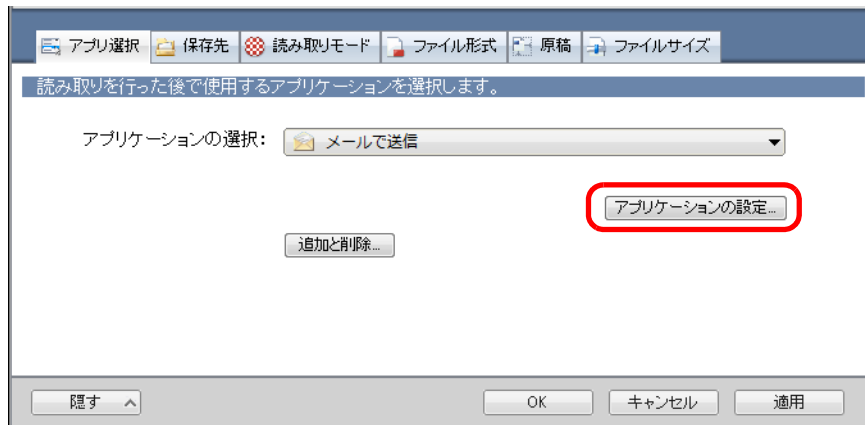 アプリ選択 保存先 読み取りモード ファイル形式 原稿 ファイルサイズ
読み取りを行った後で使用するアプリケーションを選択します。
アプリケーションの選択: メールで送信
アプリケーションの設定...
追加と削除...
隠す OK キャンセル 適用